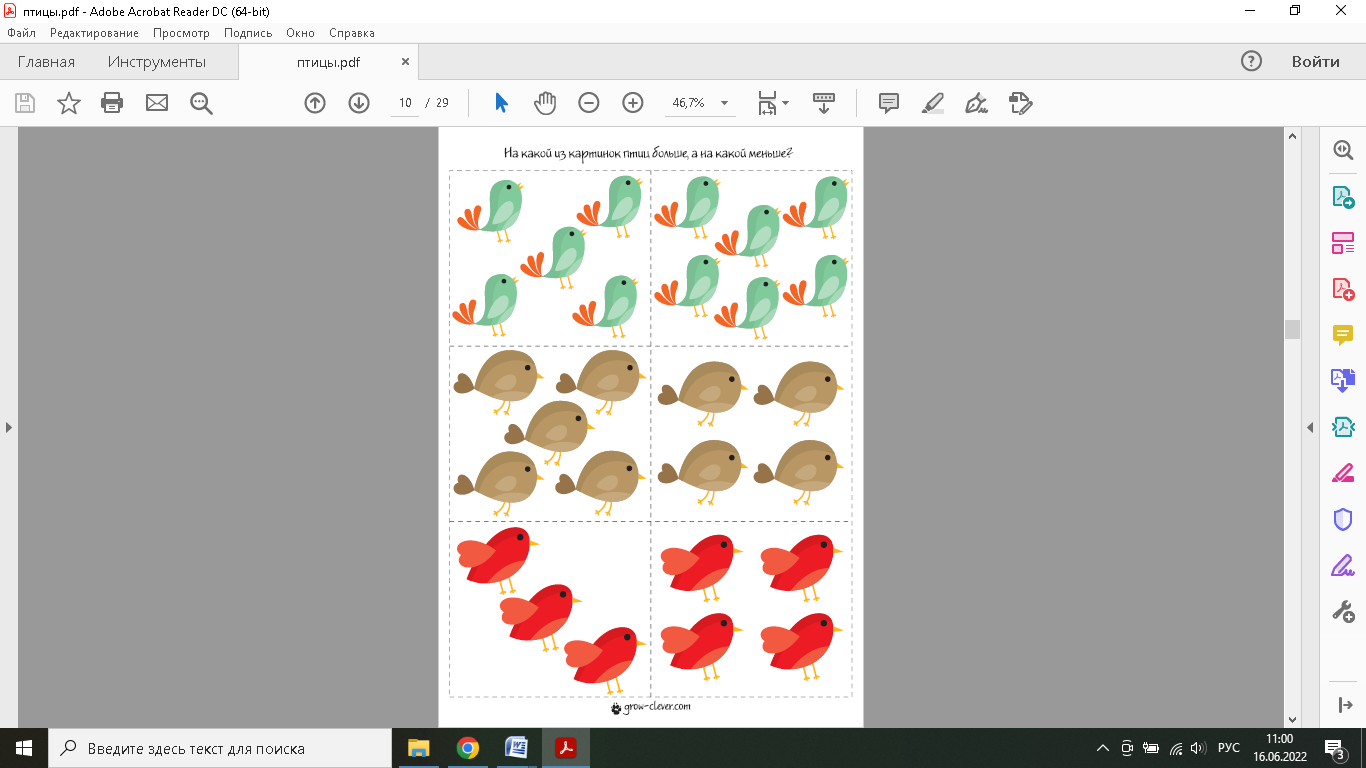 птицы.pdf - Adobe Acrobat Reader DC (64-bit)
Файл Редактирование Просмотр Подпись Окно Справка
Главная Инструменты птицы.pdf × Войти
10 / 29 46,7%
На какой из картинок птиц больше, а на какой меньше?
grow-clever.com
Введите здесь текст для поиска
РУС
11:00
16.06.2022
3